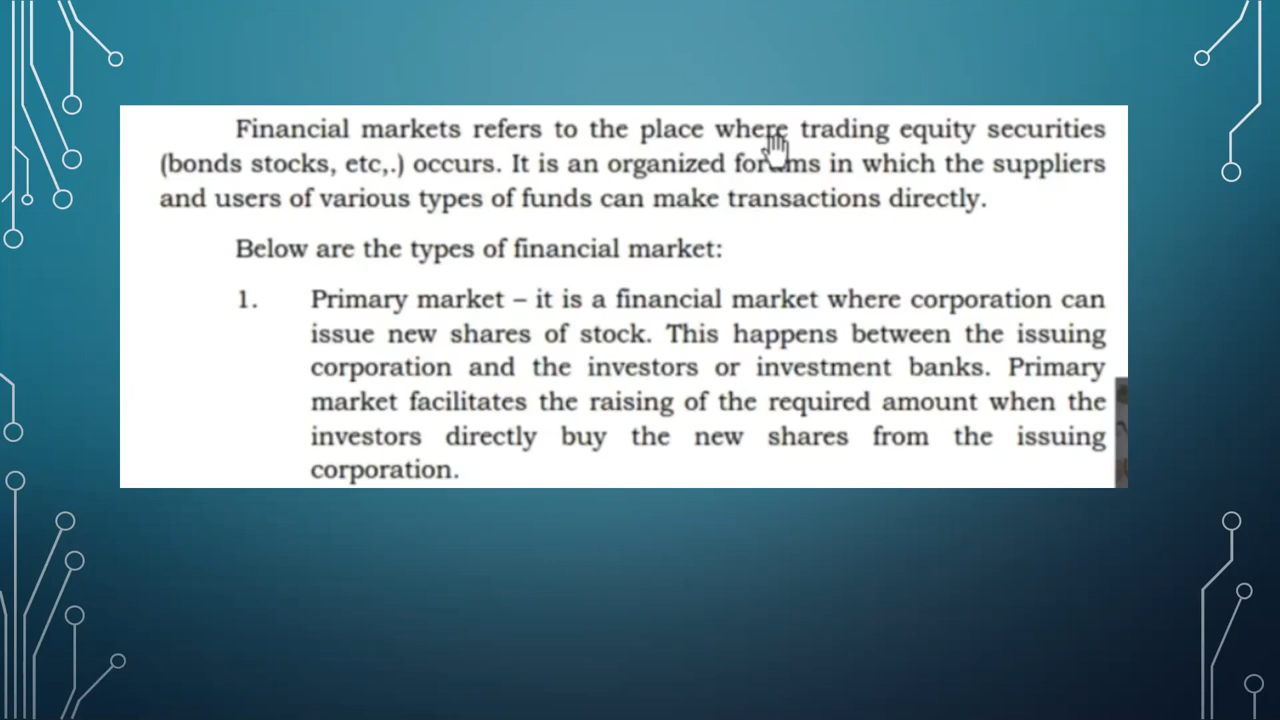 Financial markets refers to the place where trading equity securities
(bonds stocks, etc,.) occurs. It is an organized forums in which the suppliers
and users of various types of funds can make transactions directly.
Below are the types of financial market:
1. Primary market – it is a financial market where corporation can
issue new shares of stock. This happens between the issuing
corporation and the investors or investment banks. Primary
market facilitates the raising of the required amount when the
investors directly buy the new shares from the issuing
corporation.